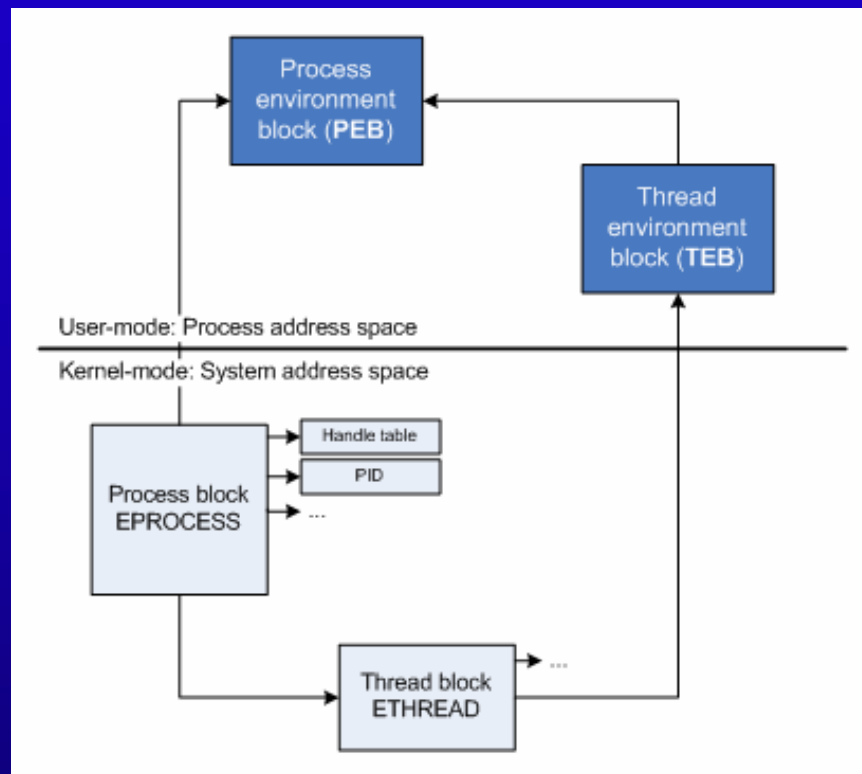 Process
environment
block (PEB)
Thread
environment
block (TEB)
User-mode: Process address space
Kernel-mode: System address space
Handle table
PID
...
Process block
EPROCESS
...
Thread block
ETHREAD